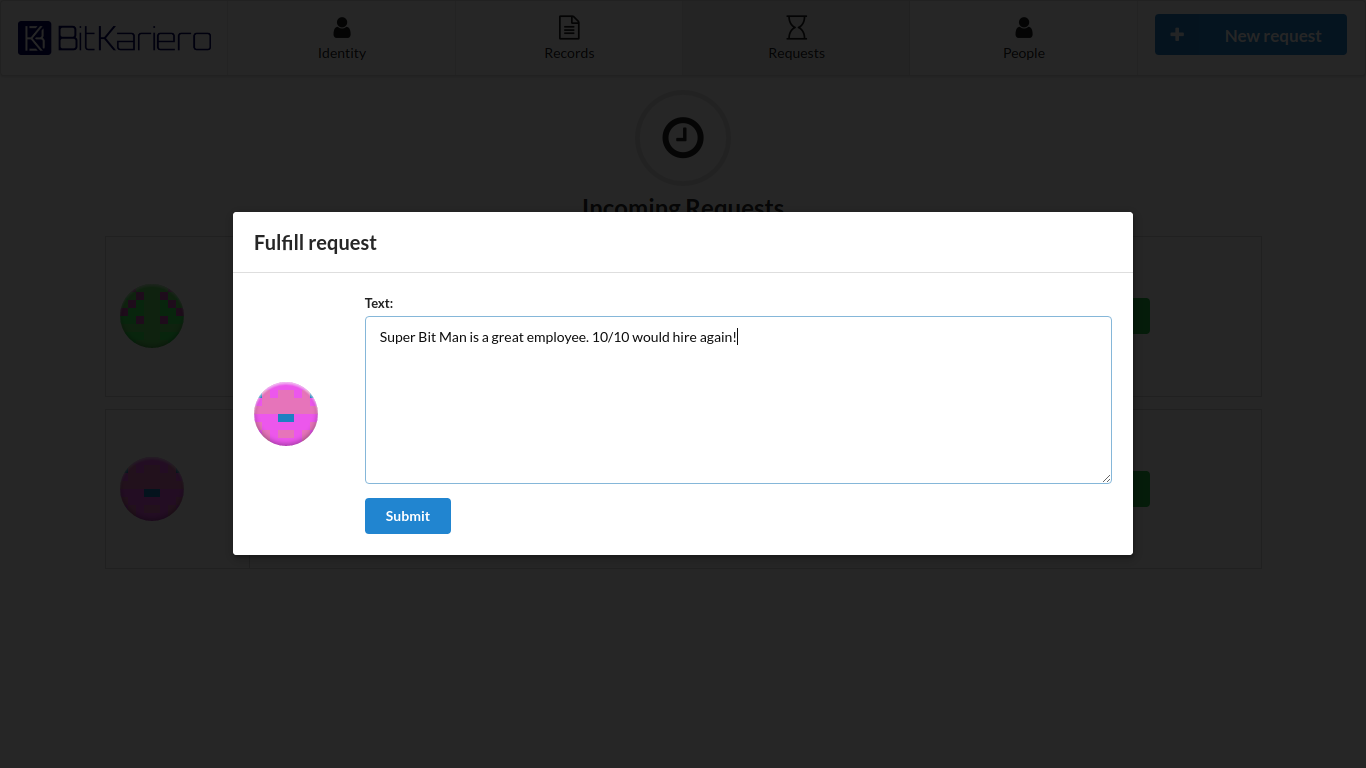 BitKariero
Identity
Records
Requests
People
New request
Incoming Requests
Fulfill request
Text:
Super Bit Man is a great employee. 10/10 would hire again!
Submit